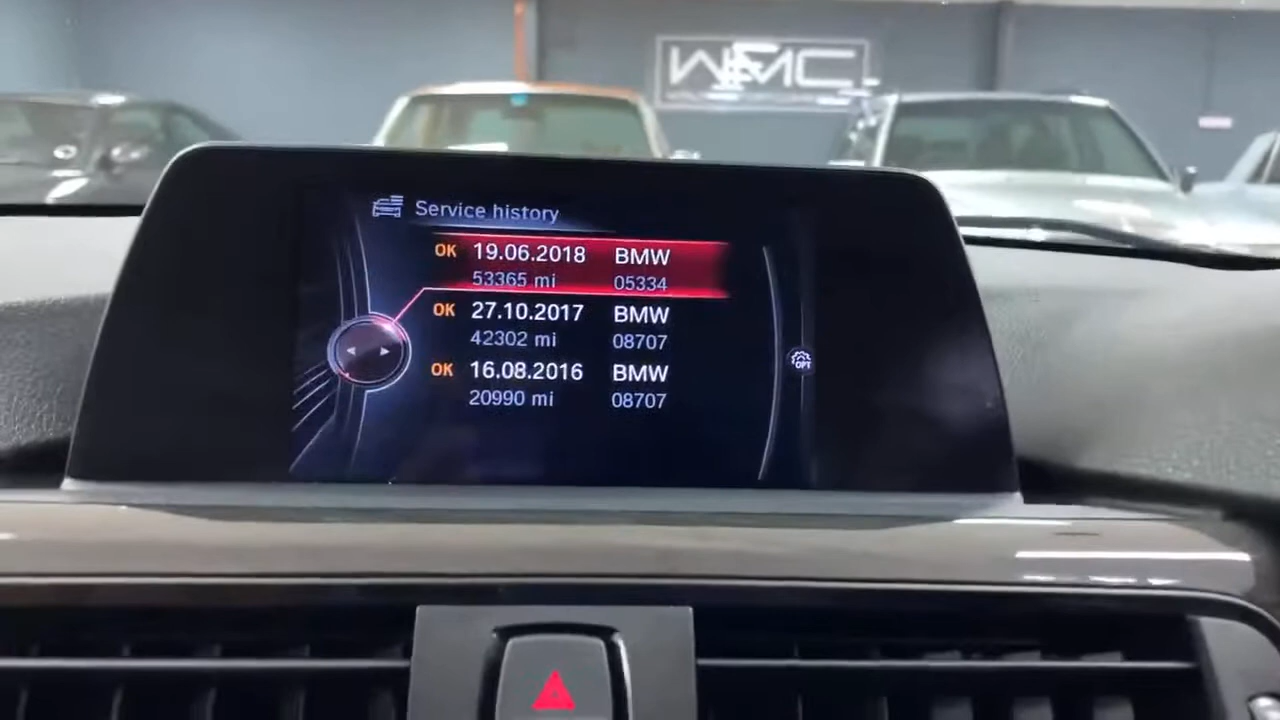 WMC
Service history
OK 19.06.2018 BMW
53365 mi 05334
OK 27.10.2017 BMW
42302 mi 08707
OK 16.08.2016 BMW
20990 mi 08707
OPT